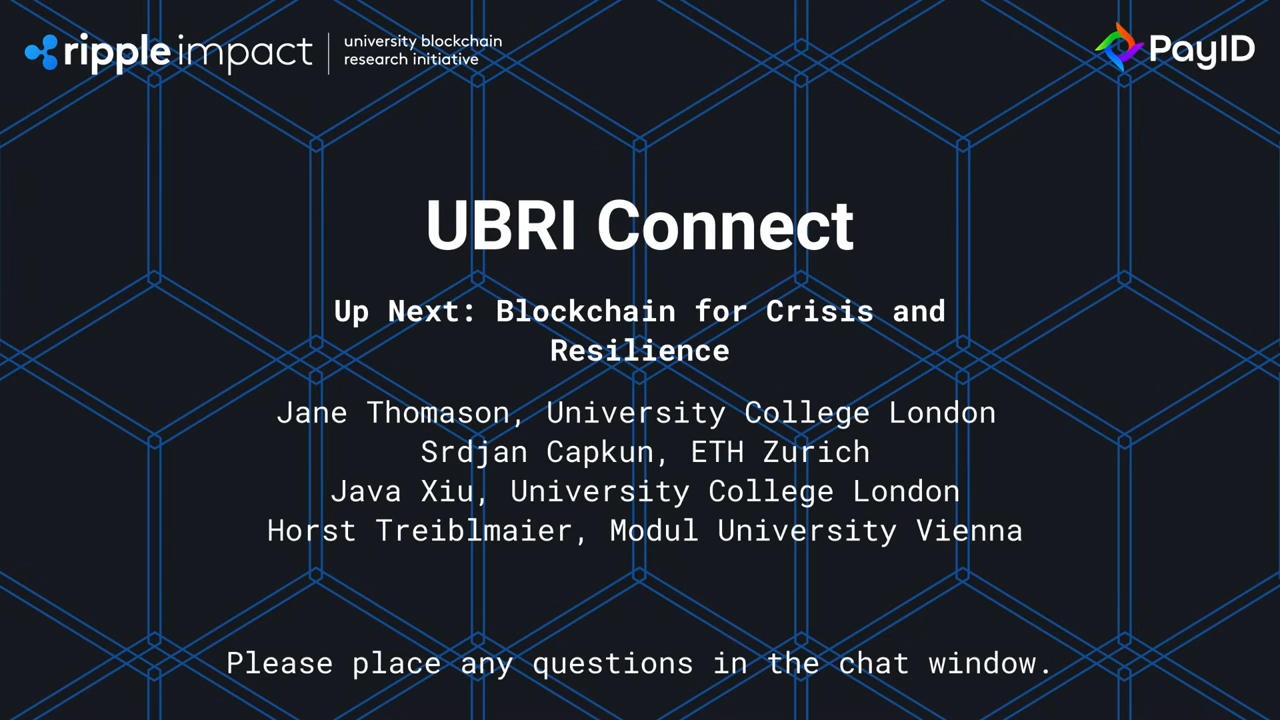 ripple impact
university blockchain
research initiative
PayID
UBRI Connect
Up Next: Blockchain for Crisis and
Resilience
Jane Thomason, University College London
Srdjan Capkun, ETH Zurich
Java Xiu, University College London
Horst Treiblmaier, Modul University Vienna
Please place any questions in the chat window.